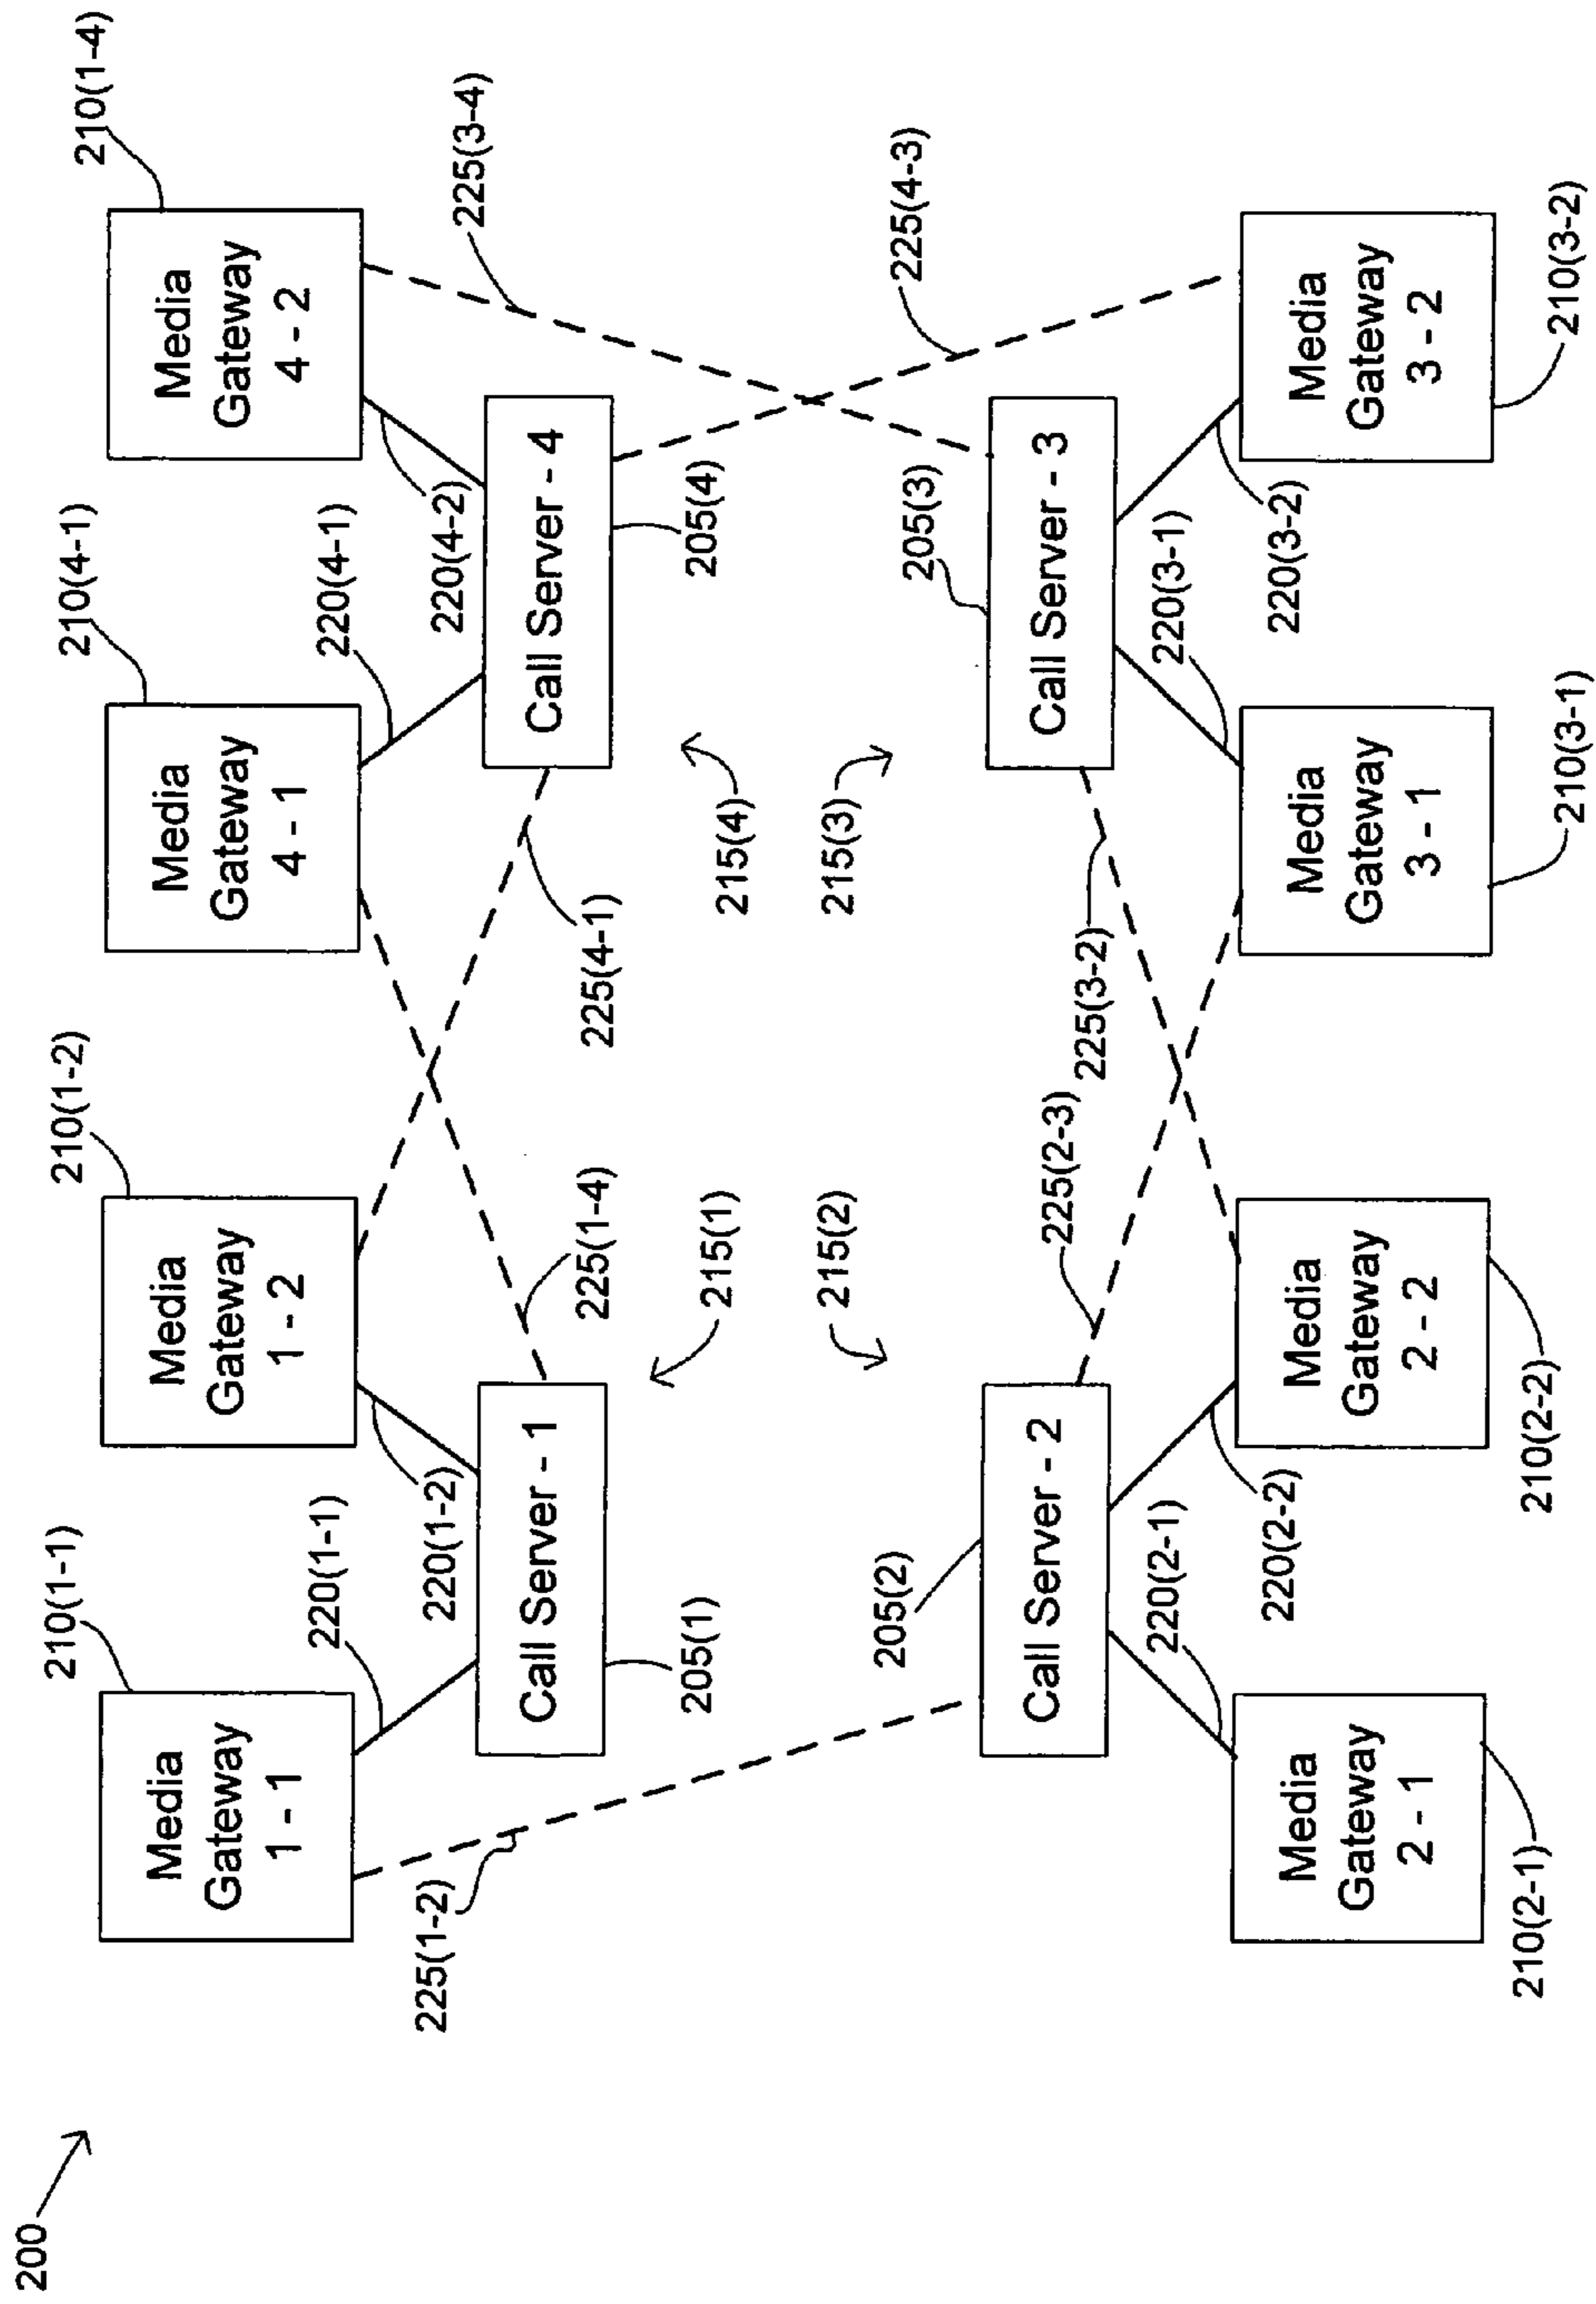 200
210(1-1)
210(1-2)
210(4-1)
210(1-4)
Media
Gateway
1 - 1
Media
Gateway
1 - 2
Media
Gateway
4 - 1
Media
Gateway
4 - 2
220(1-1)
220(1-2)
220(4-1)
220(4-2)
225(1-2)
225(3-4)
Call Server - 1
Call Server - 4
205(1)
225(1-4)
225(4-1)
205(4)
215(1)
215(4)
215(2)
215(3)
205(2)
205(3)
225(4-3)
Call Server - 2
Call Server - 3
225(2-3)
225(3-2)
220(2-1)
220(2-2)
220(3-1)
220(3-2)
Media
Gateway
2 - 1
Media
Gateway
2 - 2
Media
Gateway
3 - 1
Media
Gateway
3 - 2
210(2-1)
210(2-2)
210(3-1)
210(3-2)